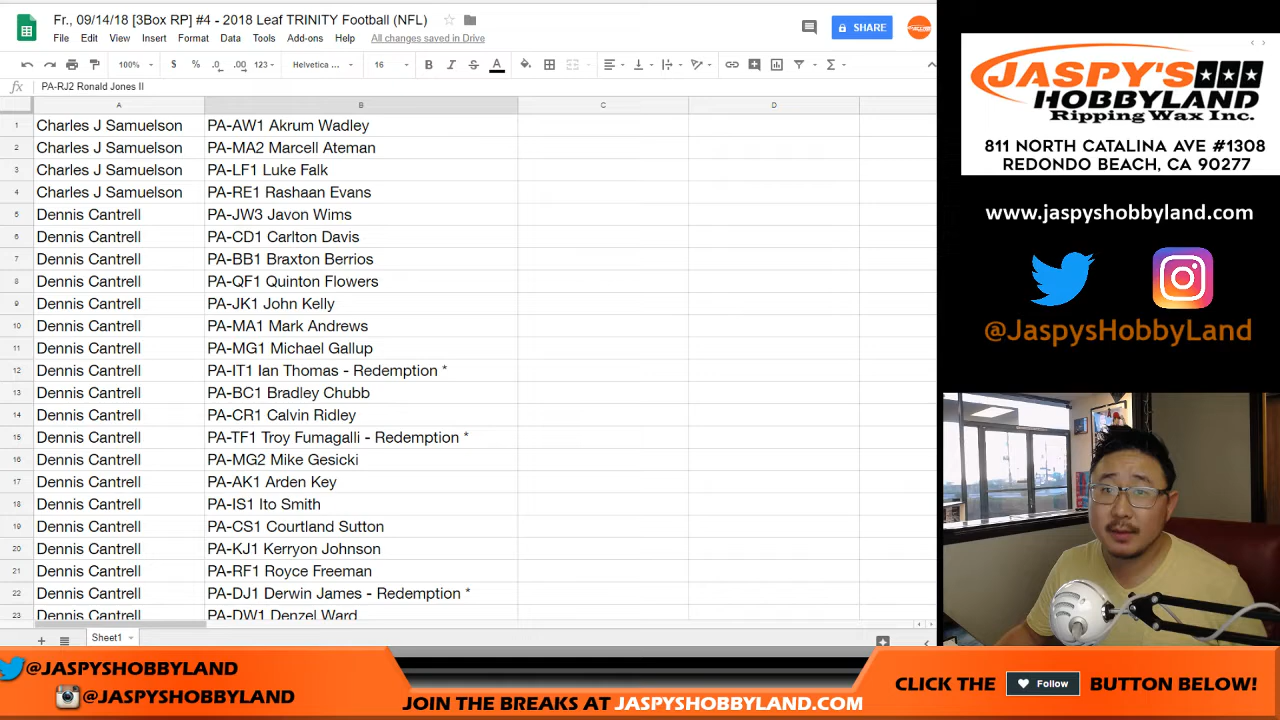 Fr., 09/14/18 [3Box RP] #4 - 2018 Leaf TRINITY Football (NFL)
File Edit View Insert Format Data Tools Add-ons Help All changes saved in Drive
SHARE
100% $ % .0 .00 123 Helvetica ... 16 B I S A
fx PA-RJ2 Ronald Jones II
A B C D
1 Charles J Samuelson PA-AW1 Akrum Wadley
2 Charles J Samuelson PA-MA2 Marcell Ateman
3 Charles J Samuelson PA-LF1 Luke Falk
4 Charles J Samuelson PA-RE1 Rashaan Evans
5 Dennis Cantrell PA-JW3 Javon Wims
6 Dennis Cantrell PA-CD1 Carlton Davis
7 Dennis Cantrell PA-BB1 Braxton Berrios
8 Dennis Cantrell PA-QF1 Quinton Flowers
9 Dennis Cantrell PA-JK1 John Kelly
10 Dennis Cantrell PA-MA1 Mark Andrews
11 Dennis Cantrell PA-MG1 Michael Gallup
12 Dennis Cantrell PA-IT1 Ian Thomas - Redemption *
13 Dennis Cantrell PA-BC1 Bradley Chubb
14 Dennis Cantrell PA-CR1 Calvin Ridley
15 Dennis Cantrell PA-TF1 Troy Fumagalli - Redemption *
16 Dennis Cantrell PA-MG2 Mike Gesicki
17 Dennis Cantrell PA-AK1 Arden Key
18 Dennis Cantrell PA-IS1 Ito Smith
19 Dennis Cantrell PA-CS1 Courtland Sutton
20 Dennis Cantrell PA-KJ1 Kerryon Johnson
21 Dennis Cantrell PA-RF1 Royce Freeman
22 Dennis Cantrell PA-DJ1 Derwin James - Redemption *
23 Dennis Cantrell PA-DW1 Denzel Ward
Sheet1
JASPY'S
HOBBYLAND
Ripping Wax Inc.
811 NORTH CATALINA AVE #1308
REDONDO BEACH, CA 90277
www.jaspyshobbyland.com
@JaspysHobbyLand
@JASPYSHOBBYLAND
@JASPYSHOBBYLAND
JOIN THE BREAKS AT JASPYSHOBBYLAND.COM
CLICK THE Follow BUTTON BELOW!